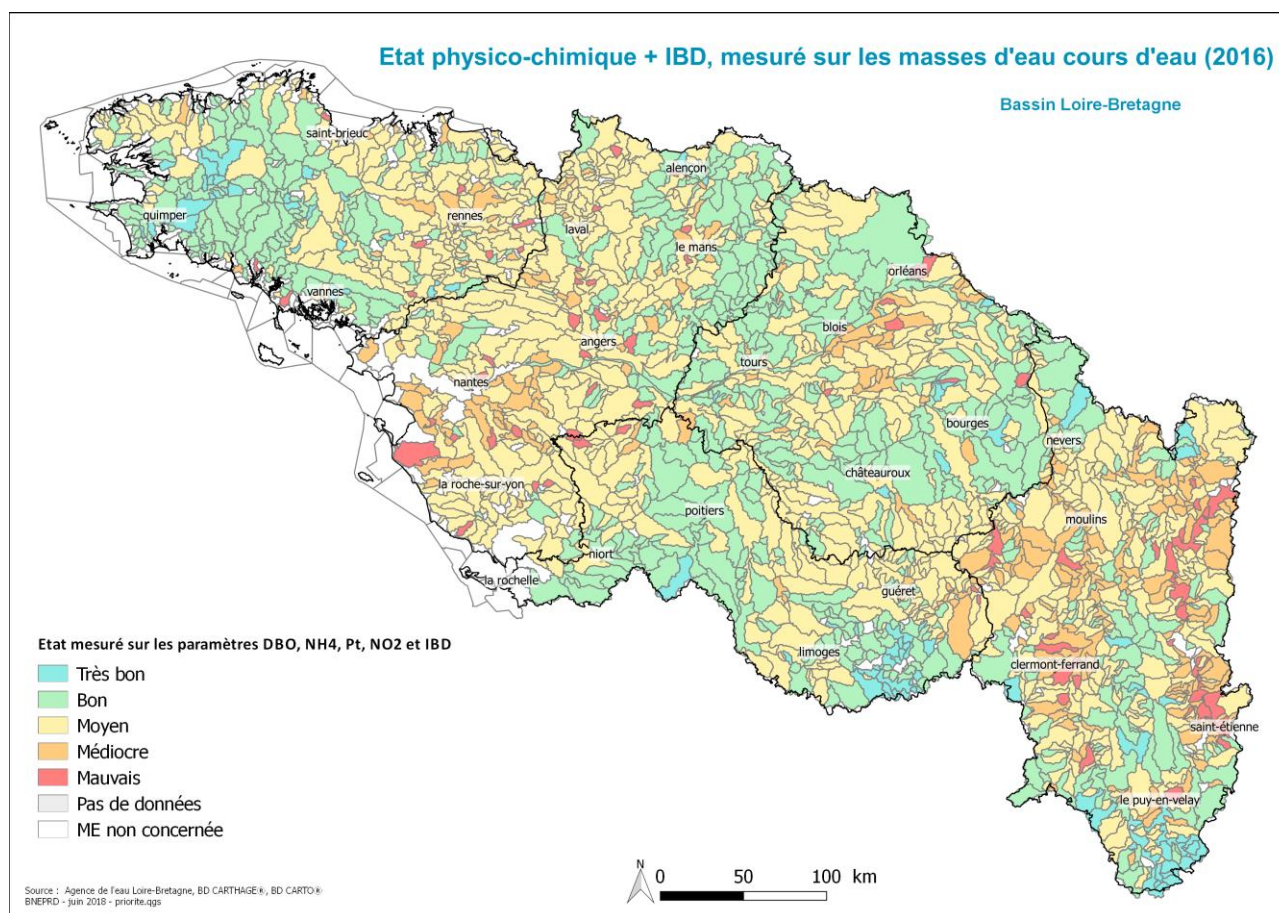 Etat physico-chimique + IBD, mesuré sur les masses d'eau cours d'eau (2016)
Bassin Loire-Bretagne
saint-brieuc
alençon
quimper
rennes
laval
le mans
orléans
vannes
blois
angers
tours
nantes
bourges
nevers
châteauroux
la roche-sur-yon
moulins
poitiers
niort
la rochelle
guéret
Etat mesuré sur les paramètres DBO, NH4, Pt, NO2 et IBD
limoges
clermont-ferrand
Très bon
Bon
Moyen
Médiocre
saint-étienne
Mauvais
Pas de données
le puy-en-velay
ME non concernée
N
0 50 100 km
Source : Agence de l'eau Loire-Bretagne, BD CARTHAGE®, BD CARTO®
BNEPRD - juin 2018 - priorite.qgs